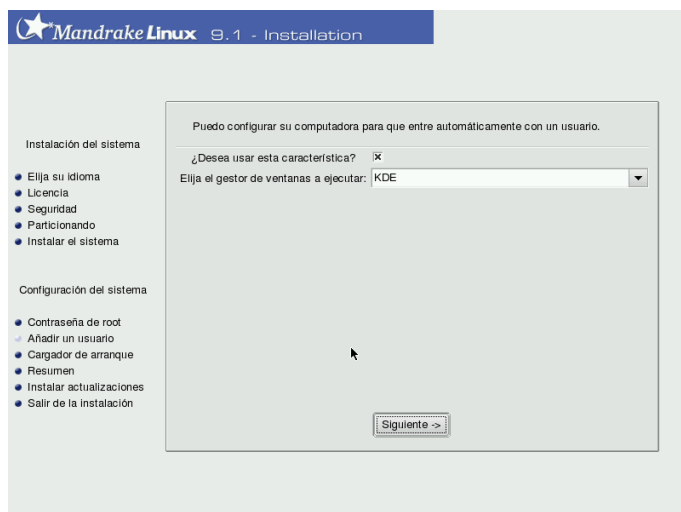 Mandrake Linux 9.1 - Installation
Instalación del sistema
Elija su idioma
Licencia
Seguridad
Particionando
Instalar el sistema
Configuración del sistema
Contraseña de root
Añadir un usuario
Cargador de arranque
Resumen
Instalar actualizaciones
Salir de la instalación
Puedo configurar su computadora para que entre automáticamente con un usuario.
¿Desea usar esta característica?
Elija el gestor de ventanas a ejecutar: KDE
Siguiente ->